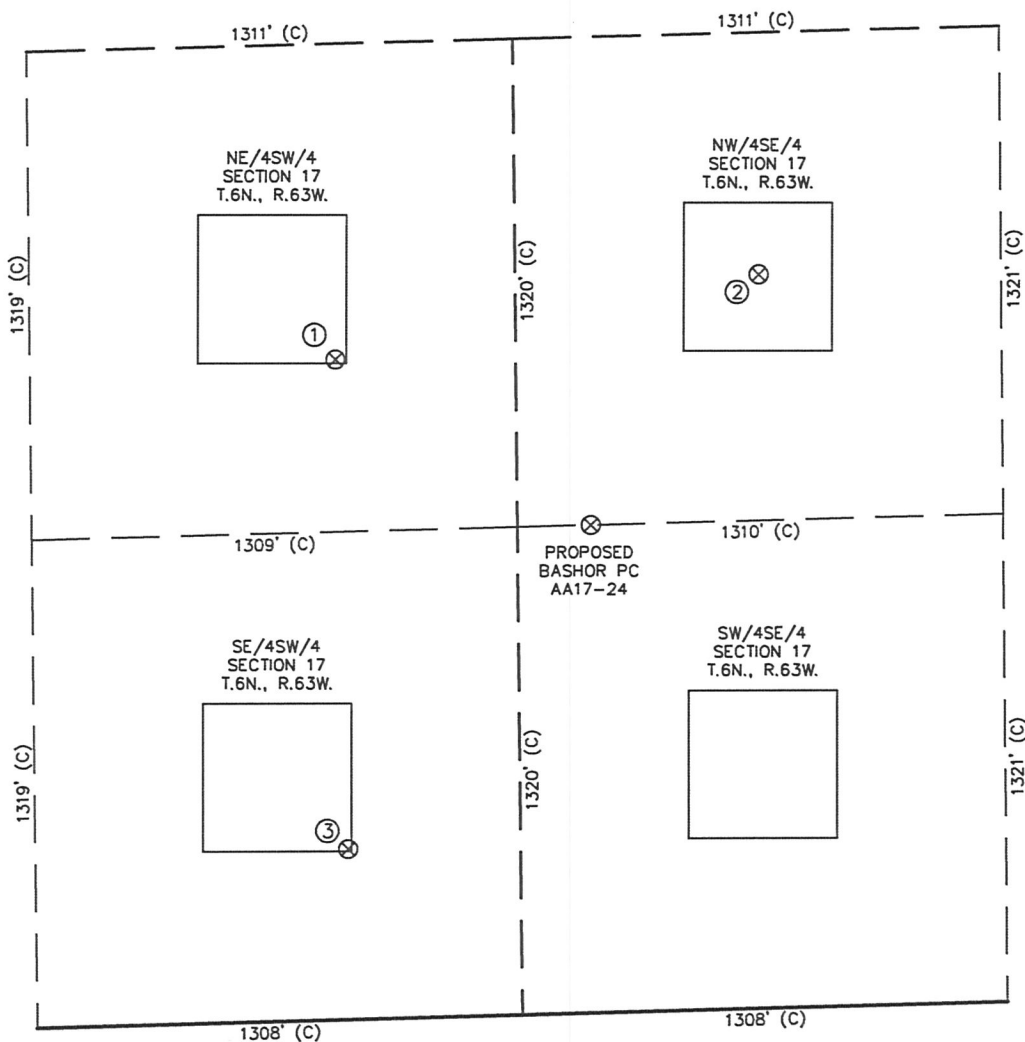 1311' (C)
1311' (C)
NE/4SW/4
SECTION 17
T.6N., R.63W.
NW/4SE/4
SECTION 17
T.6N., R.63W.
1319' (C)
1320' (C)
1321' (C)
1
2
1309' (C)
1310' (C)
PROPOSED
BASHOR PC
AA17-24
SE/4SW/4
SECTION 17
T.6N., R.63W.
SW/4SE/4
SECTION 17
T.6N., R.63W.
1319' (C)
1320' (C)
1321' (C)
3
1308' (C)
1308' (C)